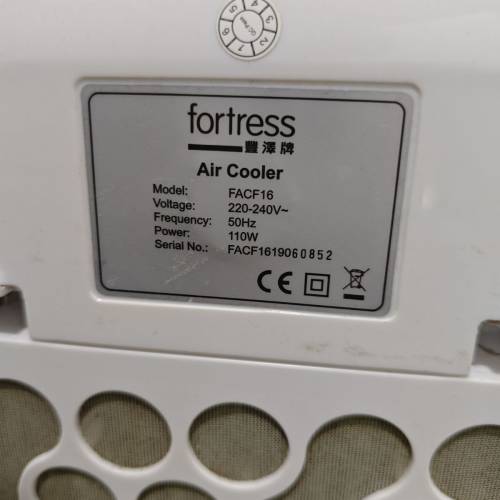 fortress
豐澤牌
Air Cooler
Model: FACF16
Voltage: 220-240V~
Frequency: 50Hz
Power: 110W
Serial No.: FACF1619060852
CE